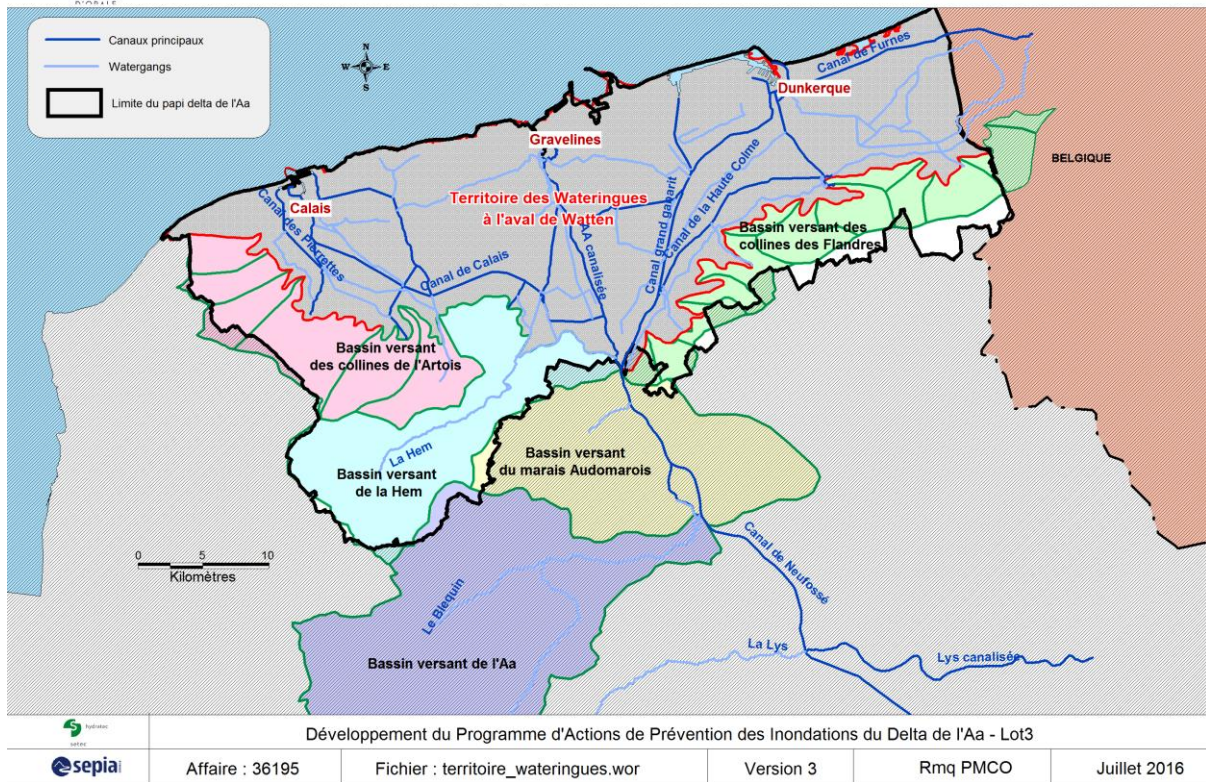 D'OPALE
Canaux principaux
Watergangs
Limite du papi delta de l'Aa
N
W
E
S
Canal de Furnes
Dunkerque
Gravelines
BELGIQUE
Calais
Territoire des Wateringues
à l'aval de Watten
Canal des Pierrettes
Canal de Calais
AA canalisée
Canal grand gabarit
Canal de la Haute Colme
Bassin versant des
collines des Flandres
Bassin versant
des collines de l'Artois
La Hem
Bassin versant
de la Hem
Bassin versant
du marais Audomarois
0 5 10
Kilomètres
Canal de Neufossé
Le Blequin
Bassin versant de l'Aa
La Lys
Lys canalisée
hydratec
setec
Développement du Programme d'Actions de Prévention des Inondations du Delta de l'Aa - Lot3
sepia
Affaire : 36195
Fichier : territoire_wateringues.wor
Version 3
Rmq PMCO
Juillet 2016